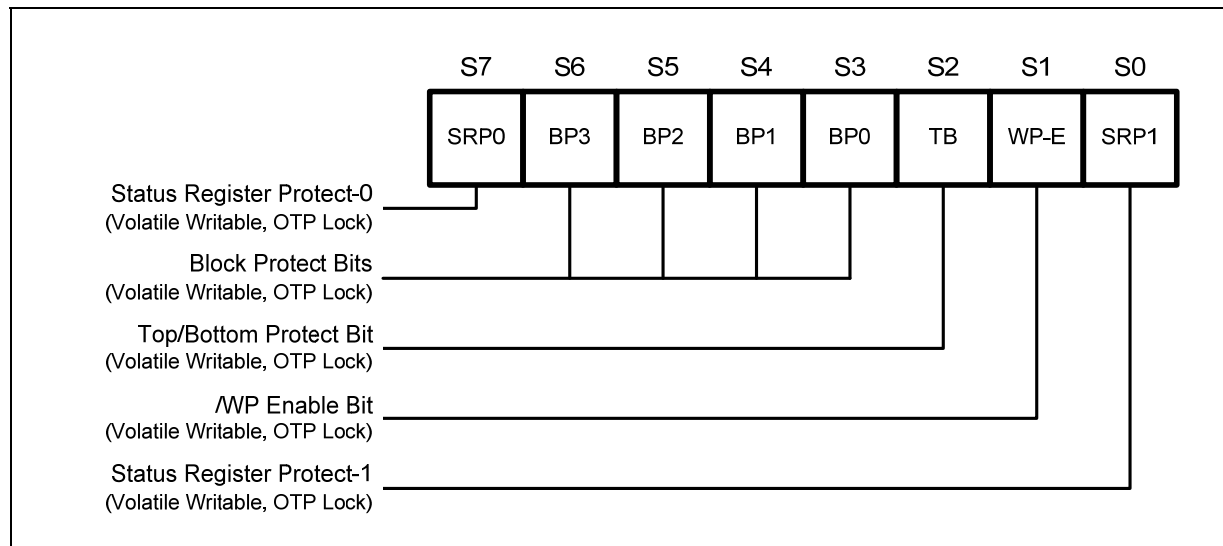 S7 S6 S5 S4 S3 S2 S1 S0
SRP0 BP3 BP2 BP1 BP0 TB WP-E SRP1
Status Register Protect-0
(Volatile Writable, OTP Lock)
Block Protect Bits
(Volatile Writable, OTP Lock)
Top/Bottom Protect Bit
(Volatile Writable, OTP Lock)
/WP Enable Bit
(Volatile Writable, OTP Lock)
Status Register Protect-1
(Volatile Writable, OTP Lock)